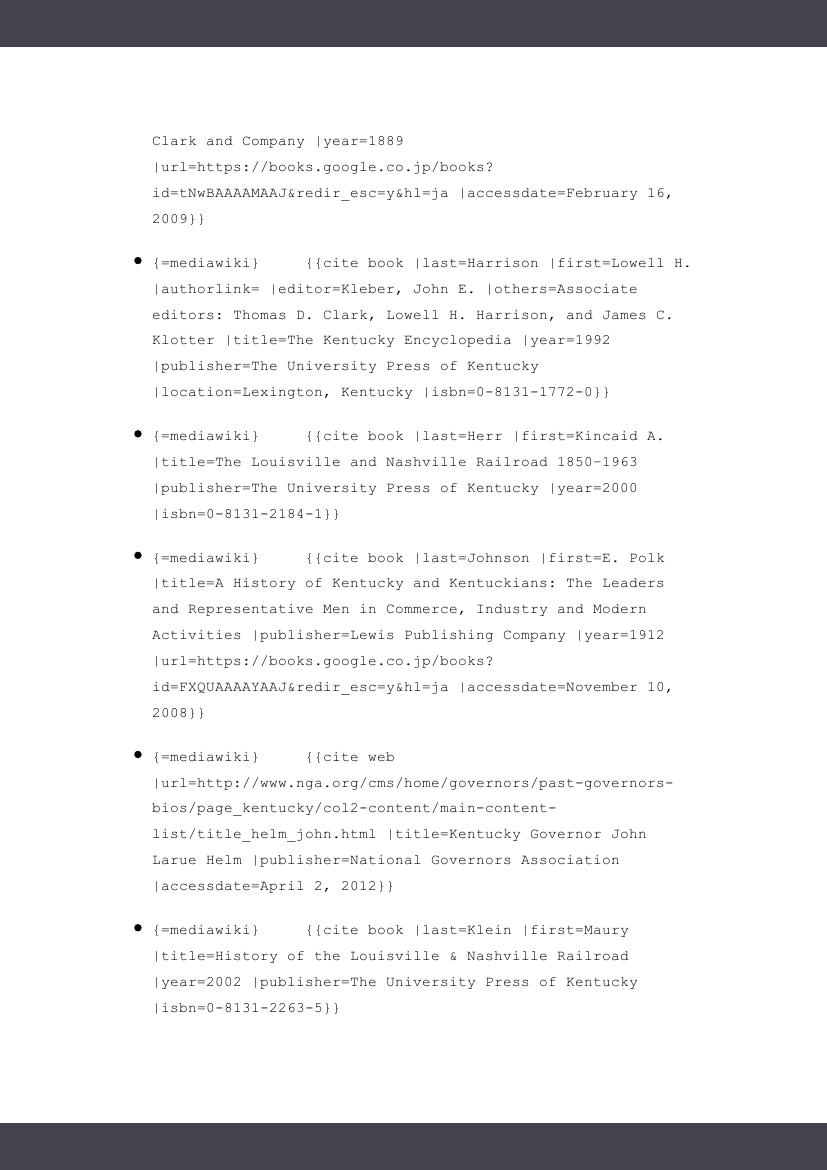 Clark and Company |year=1889
|url=https://books.google.co.jp/books?
id=tNwBAAAAMAAJ&redir_esc=y&hl=ja |accessdate=February 16,
2009}}
• {=mediawiki} {{cite book |last=Harrison |first=Lowell H.
|authorlink= |editor=Kleber, John E. |others=Associate
editors: Thomas D. Clark, Lowell H. Harrison, and James C.
Klotter |title=The Kentucky Encyclopedia |year=1992
|publisher=The University Press of Kentucky
|location=Lexington, Kentucky |isbn=0-8131-1772-0}}
• {=mediawiki} {{cite book |last=Herr |first=Kincaid A.
|title=The Louisville and Nashville Railroad 1850–1963
|publisher=The University Press of Kentucky |year=2000
|isbn=0-8131-2184-1}}
• {=mediawiki} {{cite book |last=Johnson |first=E. Polk
|title=A History of Kentucky and Kentuckians: The Leaders
and Representative Men in Commerce, Industry and Modern
Activities |publisher=Lewis Publishing Company |year=1912
|url=https://books.google.co.jp/books?
id=FXQUAAAAYAAJ&redir_esc=y&hl=ja |accessdate=November 10,
2008}}
• {=mediawiki} {{cite web
|url=http://www.nga.org/cms/home/governors/past-governors-
bios/page_kentucky/col2-content/main-content-
list/title_helm_john.html |title=Kentucky Governor John
Larue Helm |publisher=National Governors Association
|accessdate=April 2, 2012}}
• {=mediawiki} {{cite book |last=Klein |first=Maury
|title=History of the Louisville & Nashville Railroad
|year=2002 |publisher=The University Press of Kentucky
|isbn=0-8131-2263-5}}